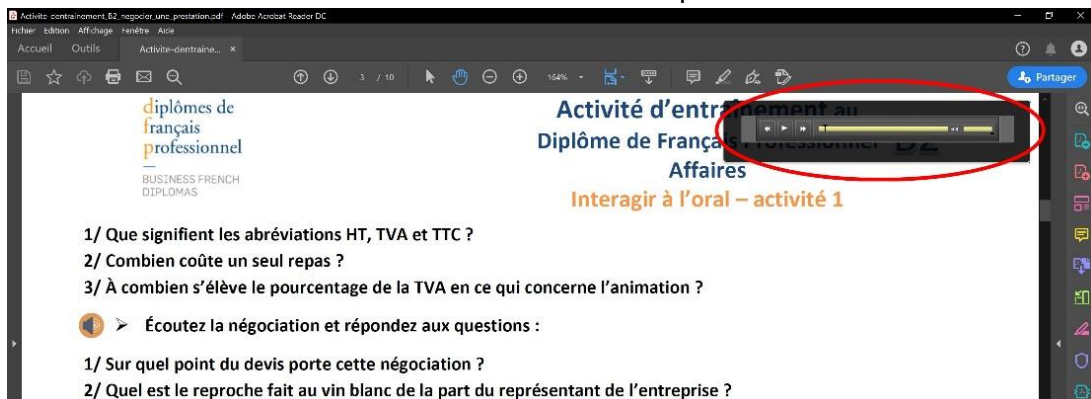 Activite-dentrainement_B2_negocier_une_prestation.pdf - Adobe Acrobat Reader DC
Fichier Edition Affichage Fenêtre Aide
Accueil Outils Activite-dentraine... ×
3 / 10 164% Partager
diplômes de
français
professionnel
BUSINESS FRENCH
DIPLOMAS
Activité d'entraînement au
Diplôme de Français Professionnel B2
Affaires
Interagir à l'oral – activité 1
1/ Que signifient les abréviations HT, TVA et TTC ?
2/ Combien coûte un seul repas ?
3/ À combien s'élève le pourcentage de la TVA en ce qui concerne l'animation ?
➢ Écoutez la négociation et répondez aux questions :
1/ Sur quel point du devis porte cette négociation ?
2/ Quel est le reproche fait au vin blanc de la part du représentant de l'entreprise ?